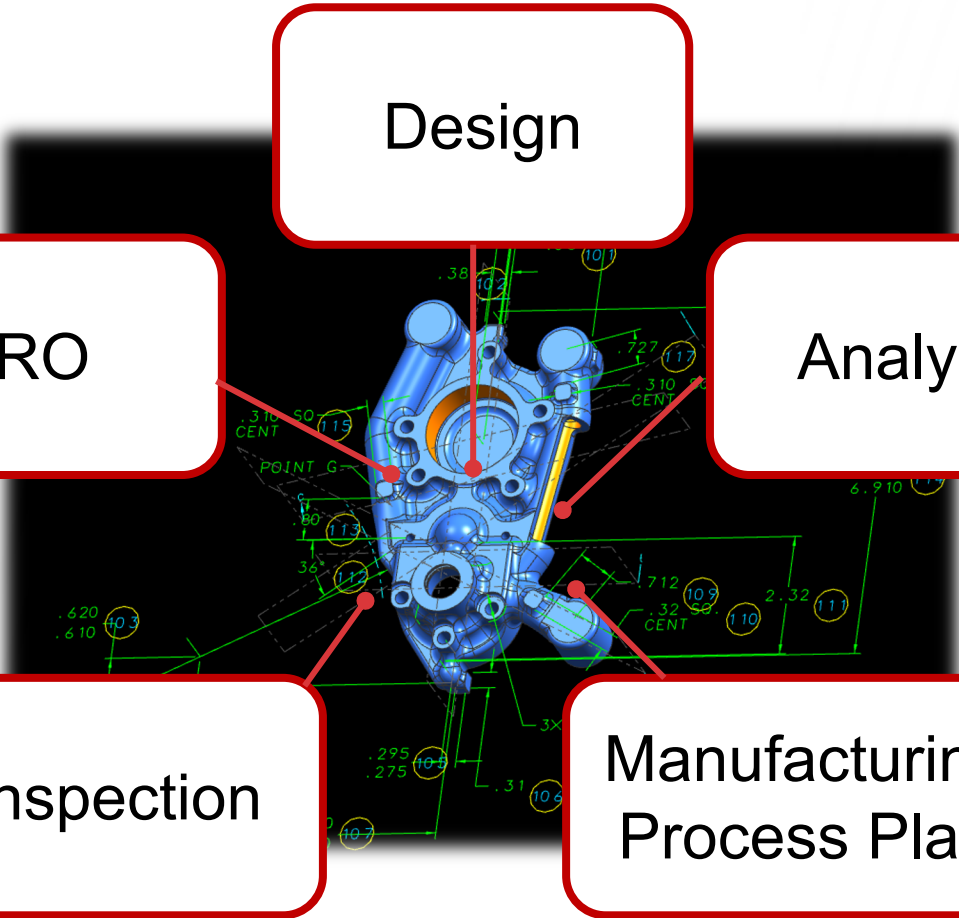 Design
RO
Analy
.38
102
101
.727
117
.310 SQ
CENT
115
.310
CENT
POINT G
6.910
114
.80
113
36°
112
.712
109
2.32
111
.32 SQ.
CENT
110
.620
.610
103
3X
.295
.275
105
.31
106
107
nspection
Manufacturin
Process Pla